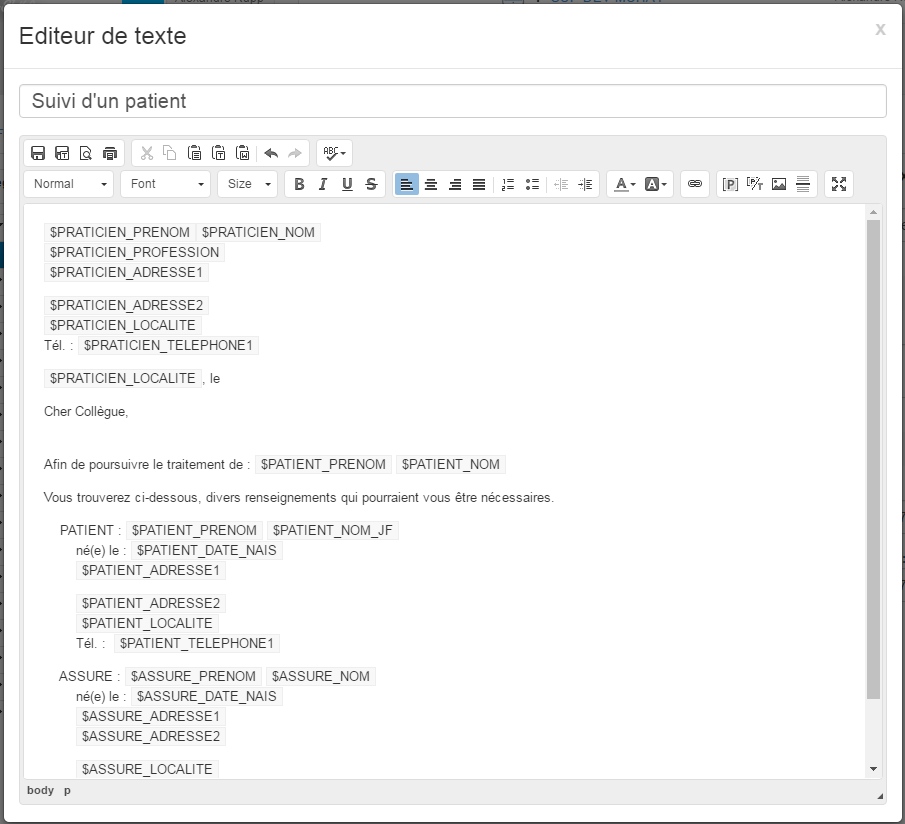 Editeur de texte
x
Suivi d'un patient
ABC
Normal Font Size B I U S A A [P]
$PRATICIEN_PRENOM $PRATICIEN_NOM
$PRATICIEN_PROFESSION
$PRATICIEN_ADRESSE1
$PRATICIEN_ADRESSE2
$PRATICIEN_LOCALITE
Tél. : $PRATICIEN_TELEPHONE1
$PRATICIEN_LOCALITE , le
Cher Collègue,
Afin de poursuivre le traitement de : $PATIENT_PRENOM $PATIENT_NOM
Vous trouverez ci-dessous, divers renseignements qui pourraient vous être nécessaires.
PATIENT : $PATIENT_PRENOM $PATIENT_NOM_JF
né(e) le : $PATIENT_DATE_NAIS
$PATIENT_ADRESSE1
$PATIENT_ADRESSE2
$PATIENT_LOCALITE
Tél. : $PATIENT_TELEPHONE1
ASSURE : $ASSURE_PRENOM $ASSURE_NOM
né(e) le : $ASSURE_DATE_NAIS
$ASSURE_ADRESSE1
$ASSURE_ADRESSE2
$ASSURE_LOCALITE
body p